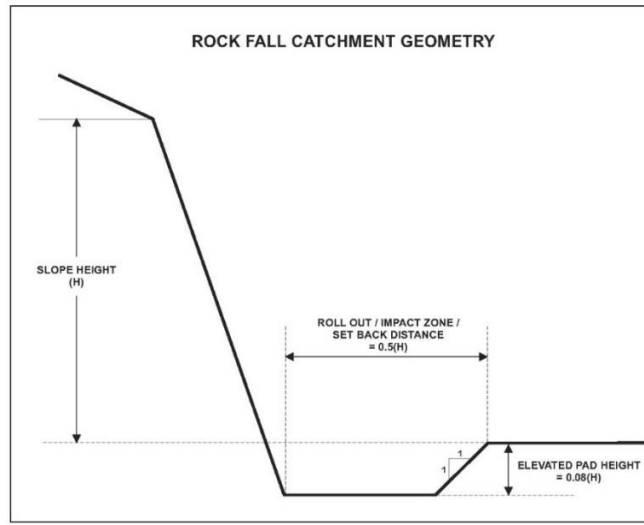 ROCK FALL CATCHMENT GEOMETRY
SLOPE HEIGHT
(H)
ROLL OUT / IMPACT ZONE /
SET BACK DISTANCE
= 0.5(H)
1
1
ELEVATED PAD HEIGHT
= 0.08(H)